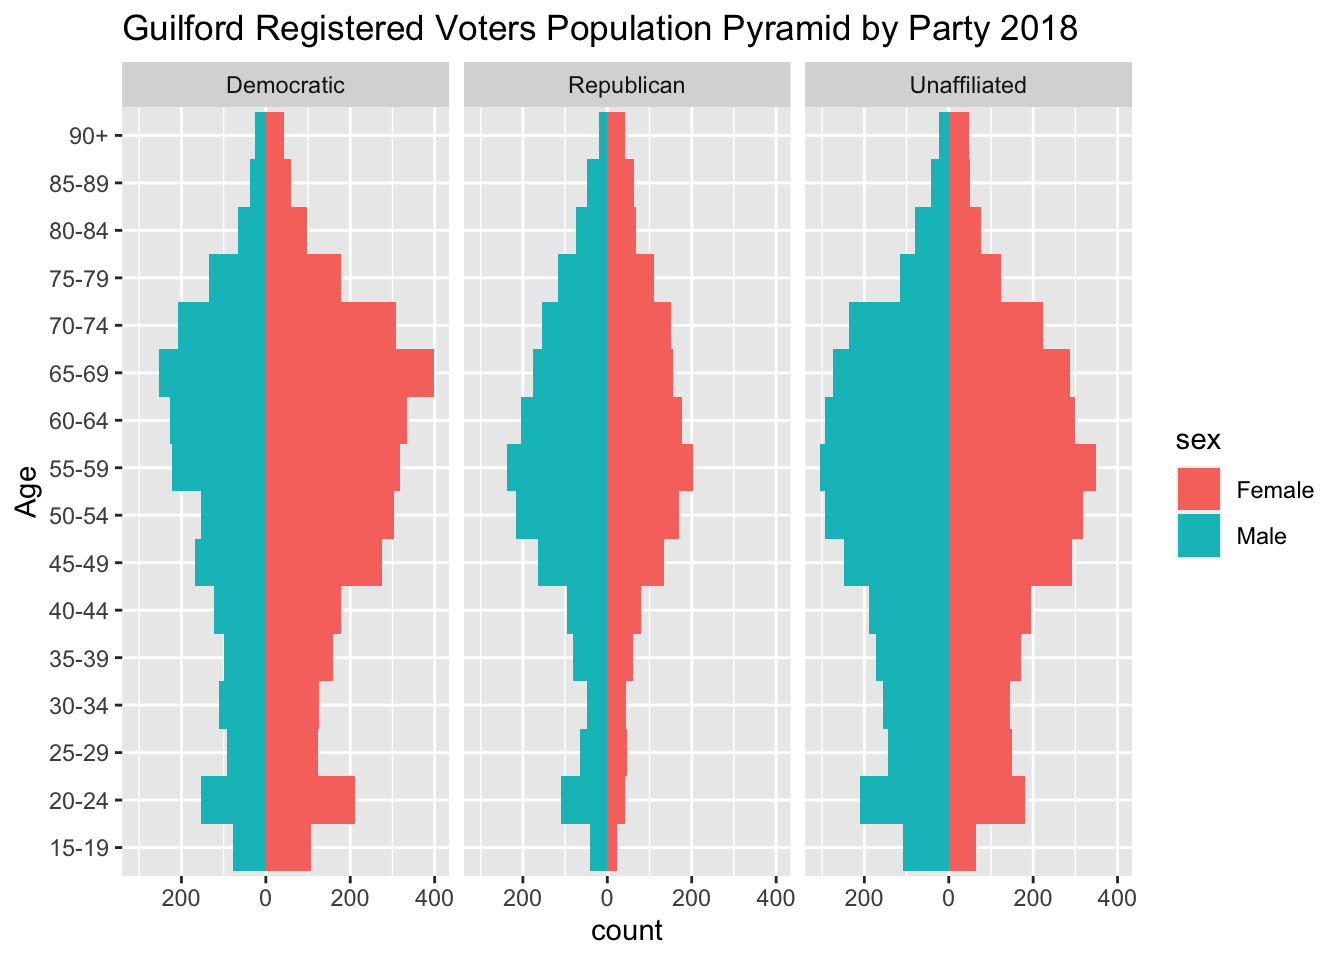 Guilford Registered Voters Population Pyramid by Party 2018
Democratic
Republican
Unaffiliated
90+
85-89
80-84
75-79
70-74
65-69
60-64
55-59
50-54
45-49
40-44
35-39
30-34
25-29
20-24
15-19
Age
200 0 200 400
200 0 200 400
200 0 200 400
count
sex
Female
Male